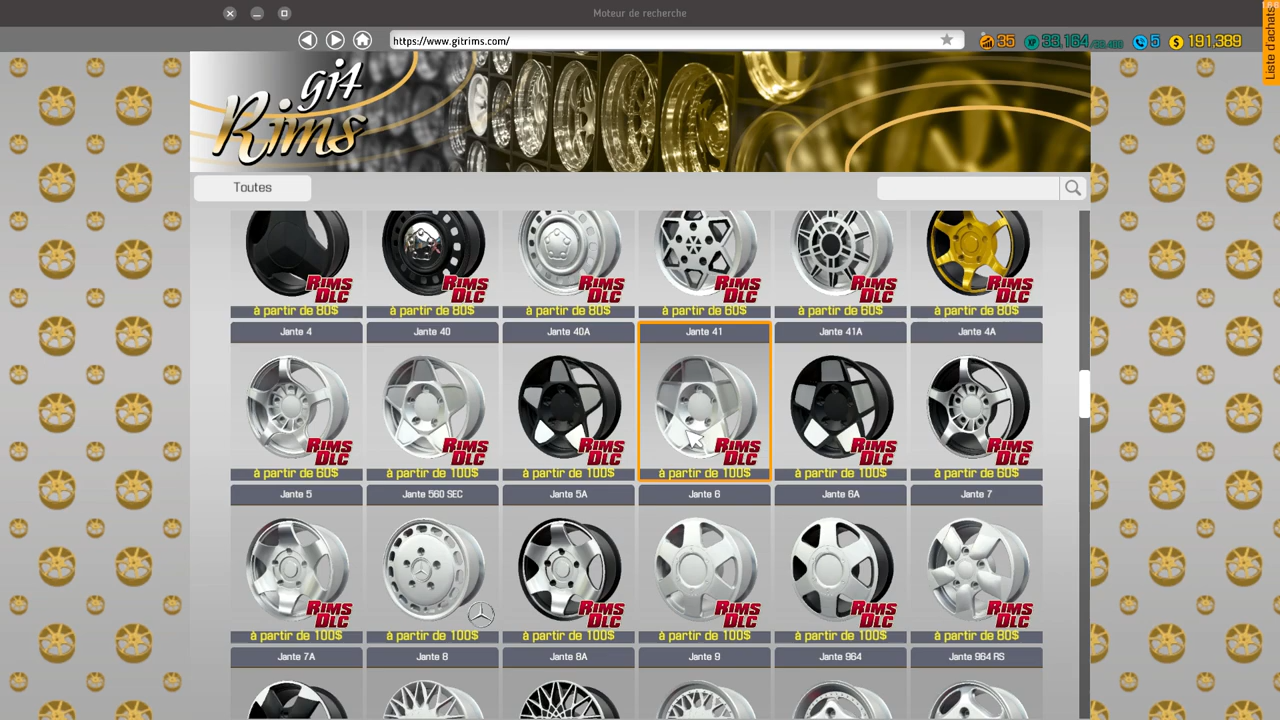 Moteur de recherche
Liste d'achats
https://www.gitrims.com/
35
33,164
5
191,389
git
Rims
Toutes
RIMS DLC
RIMS DLC
RIMS DLC
RIMS DLC
RIMS DLC
RIMS DLC
à partir de 80$
à partir de 80$
à partir de 80$
à partir de 60$
à partir de 60$
à partir de 80$
Jante 4
Jante 40
Jante 40A
Jante 41
Jante 41A
Jante 4A
RIMS DLC
RIMS DLC
RIMS DLC
RIMS DLC
RIMS DLC
RIMS DLC
à partir de 60$
à partir de 100$
à partir de 100$
à partir de 100$
à partir de 100$
à partir de 60$
Jante 5
Jante 560 SEC
Jante 5A
Jante 6
Jante 6A
Jante 7
RIMS DLC
RIMS DLC
RIMS DLC
RIMS DLC
RIMS DLC
à partir de 100$
à partir de 100$
à partir de 100$
à partir de 100$
à partir de 100$
à partir de 80$
Jante 7A
Jante 8
Jante 8A
Jante 9
Jante 964
Jante 964 RS